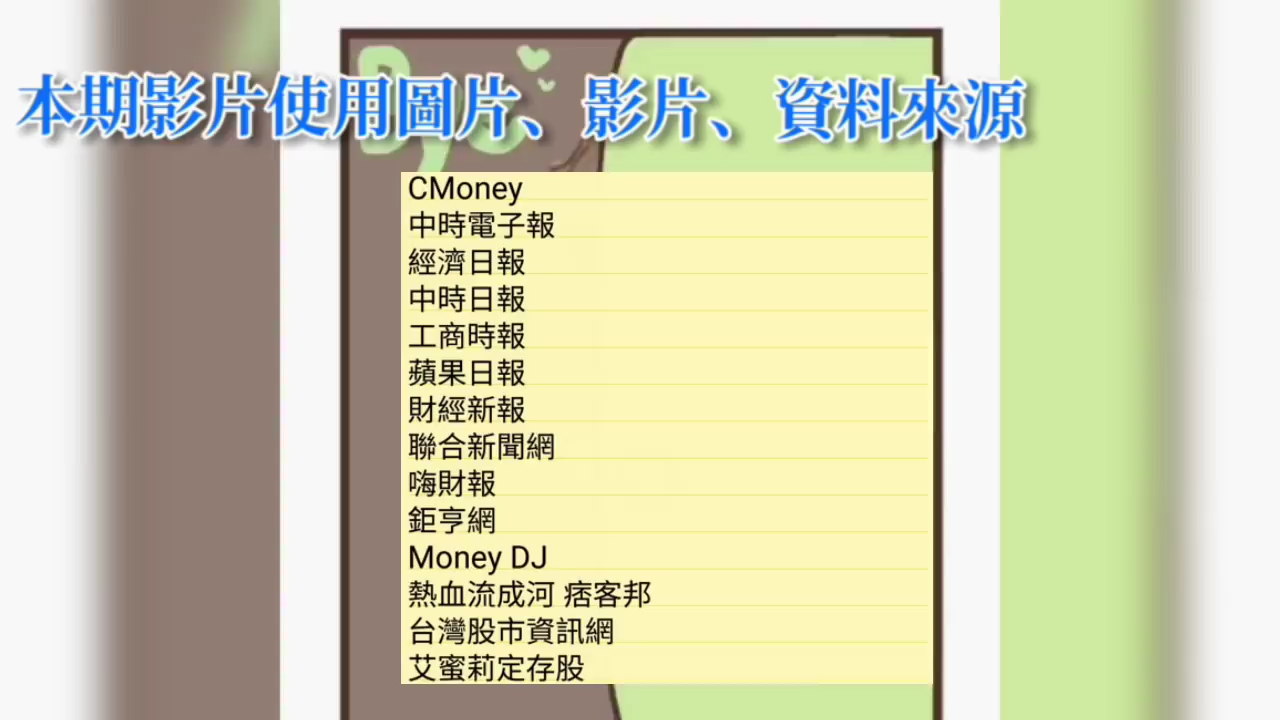 本期影片使用圖片、影片、資料來源
CMoney
中時電子報
經濟日報
中時日報
工商時報
蘋果日報
財經新報
聯合新聞網
嗨財報
鉅亨網
Money DJ
熱血流成河 痞客邦
台灣股市資訊網
艾蜜莉定存股